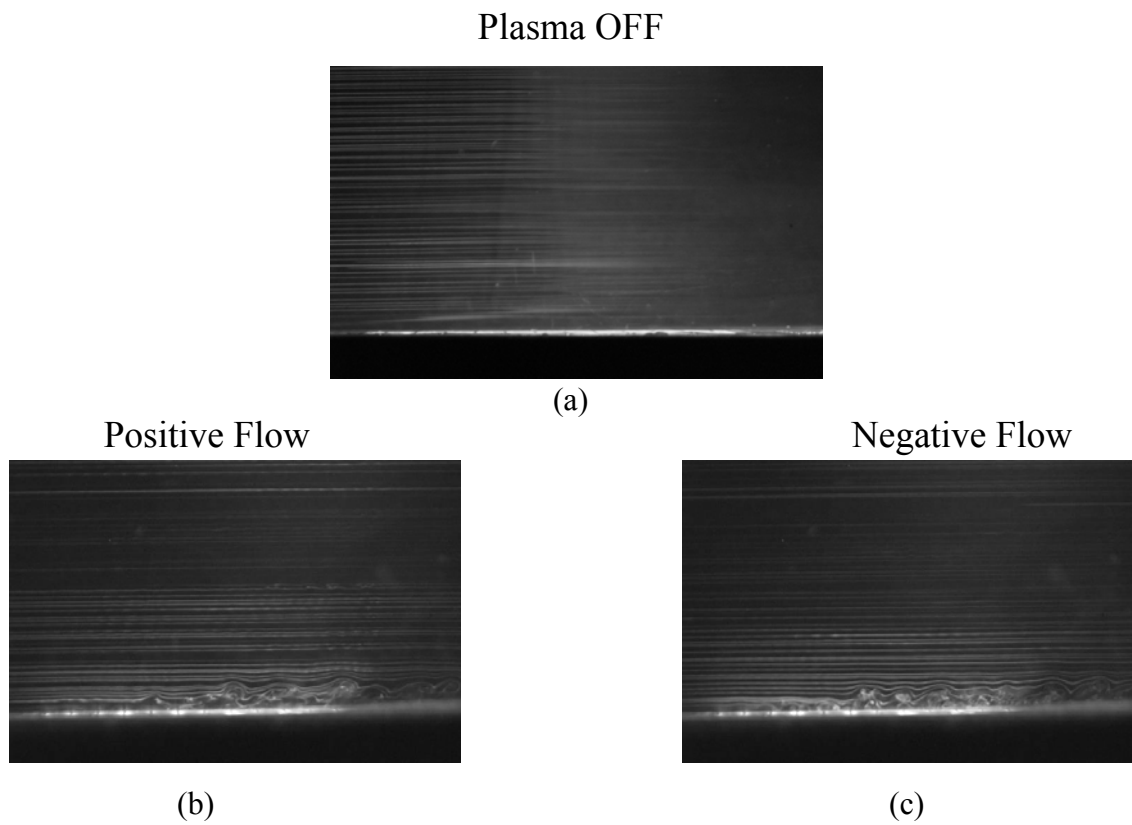 Plasma OFF
(a)
Positive Flow
Negative Flow
(b)
(c)